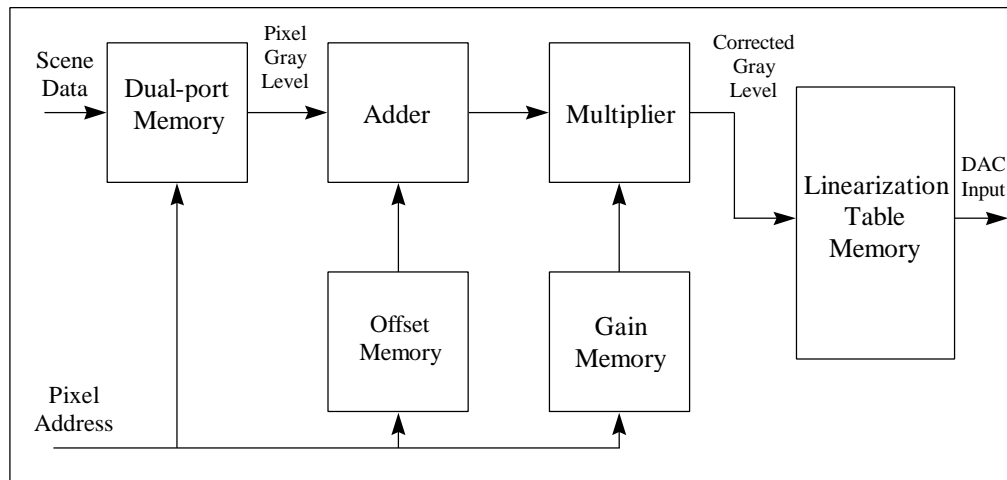 Scene
Data
Dual-port
Memory
Pixel
Gray
Level
Adder
Multiplier
Corrected
Gray
Level
Linearization
Table
Memory
DAC
Input
Offset
Memory
Gain
Memory
Pixel
Address